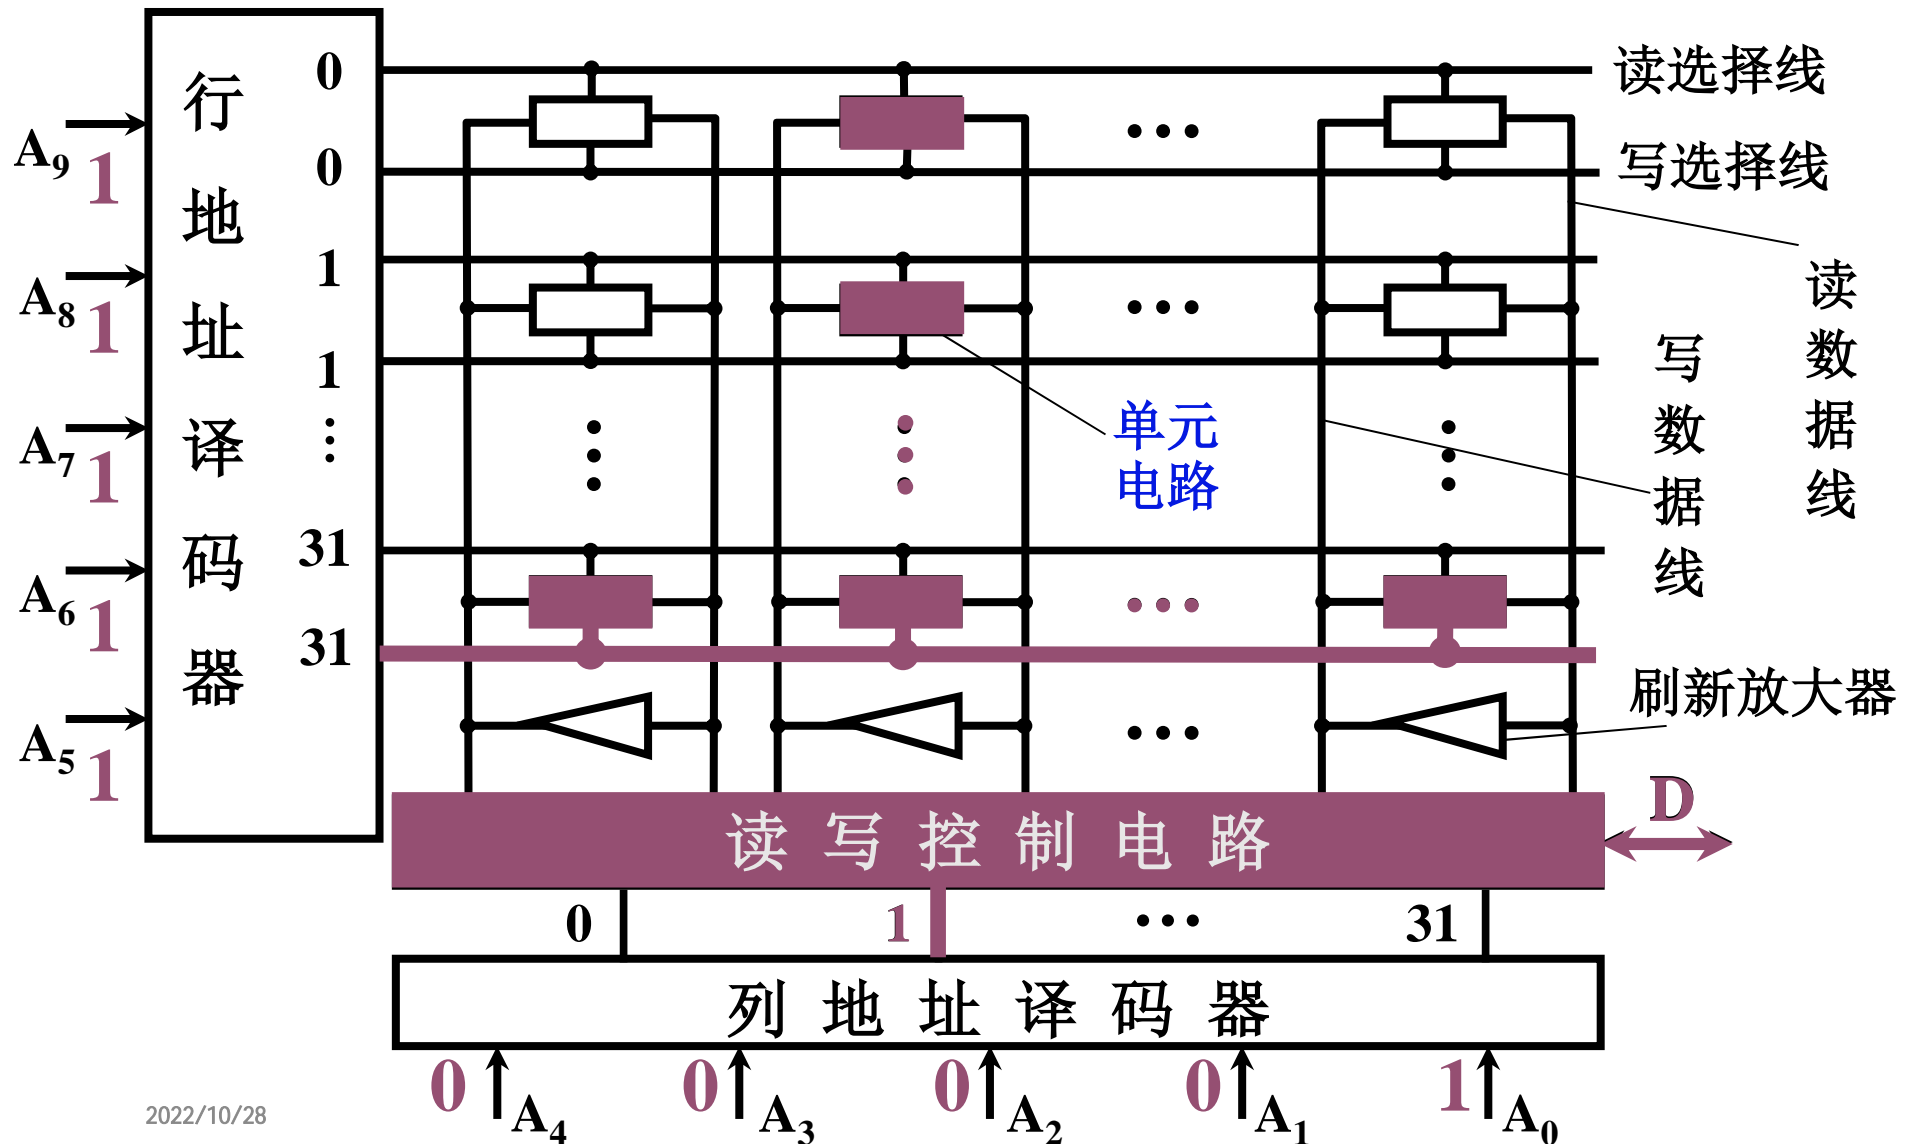 行地址译码器
0
0
1
1
⋮
31
31
A9 1
A8 1
A7 1
A6 1
A5 1
读选择线
写选择线
读数据线
写数据线
单元
电路
刷新放大器
D
读写控制电路
0 1 … 31
列地址译码器
0 A4 0 A3 0 A2 0 A1 1 A0
2022/10/28